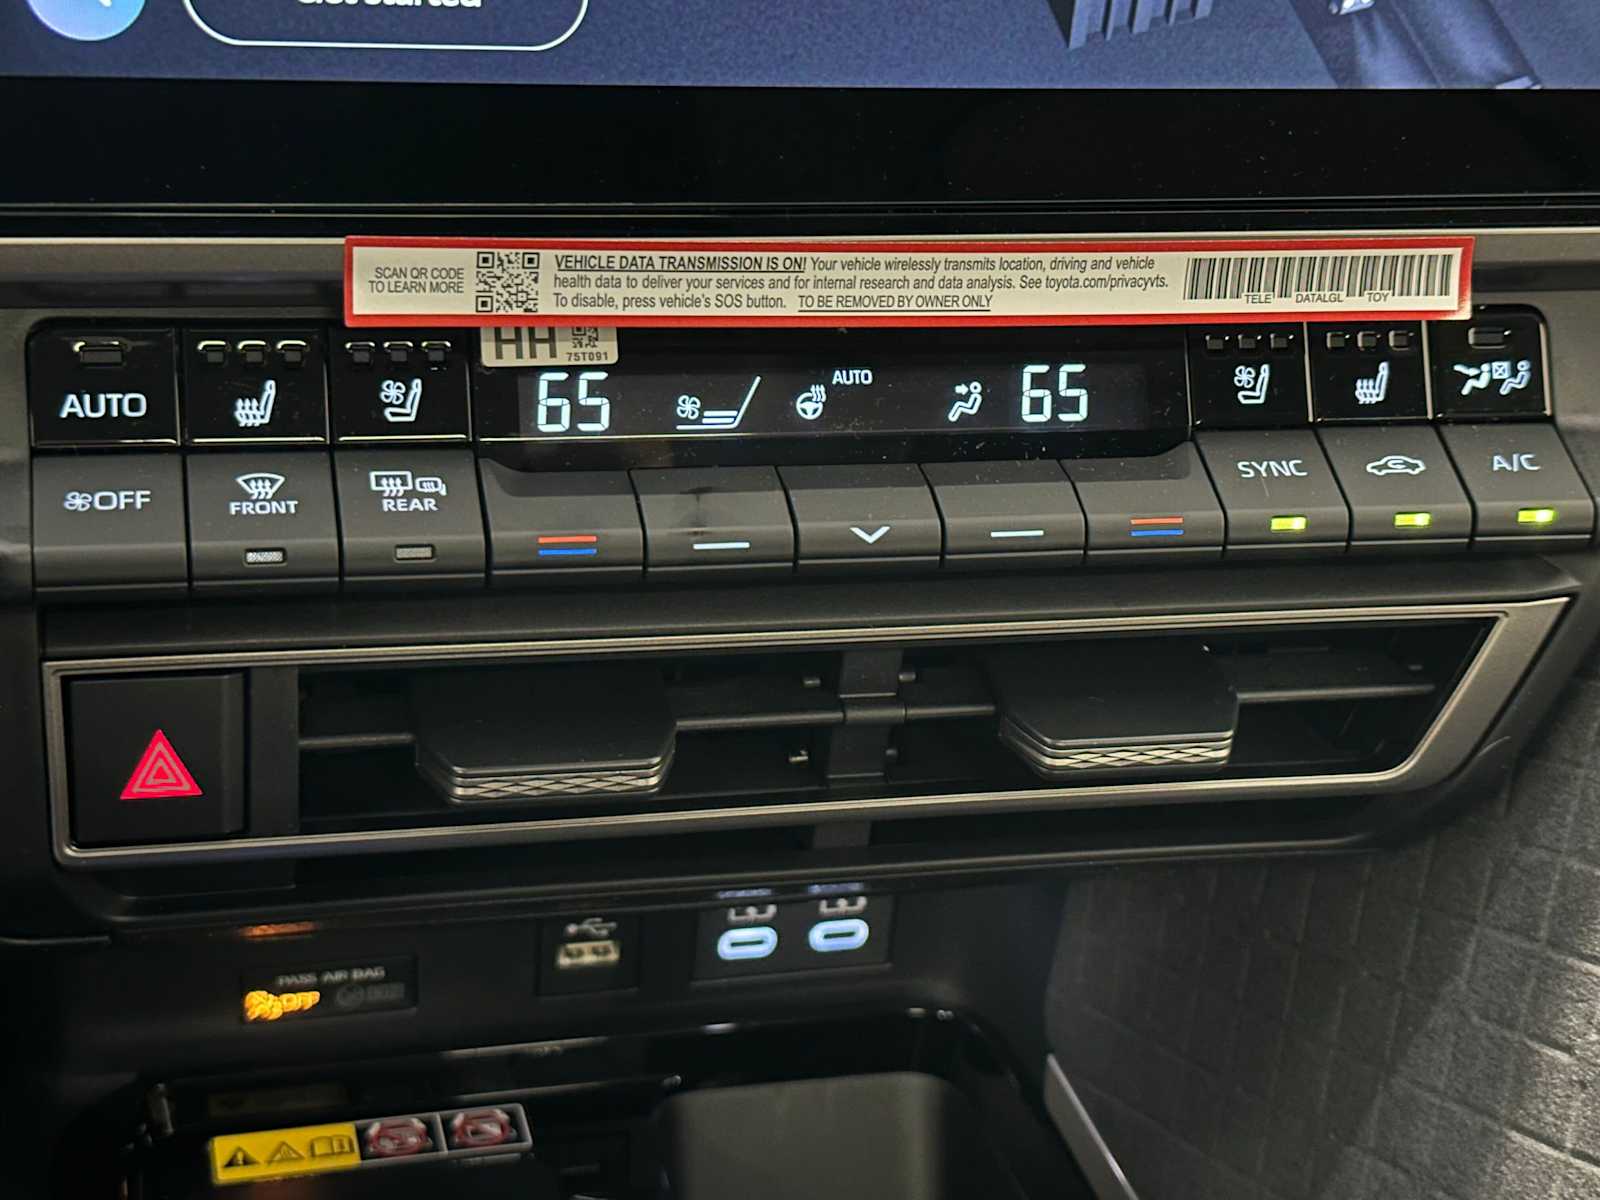 Get started
SCAN QR CODE
TO LEARN MORE
VEHICLE DATA TRANSMISSION IS ON! Your vehicle wirelessly transmits location, driving and vehicle
health data to deliver your services and for internal research and data analysis. See toyota.com/privacyvts.
To disable, press vehicle's SOS button. TO BE REMOVED BY OWNER ONLY
TELE DATALGL TOY
HH
75T091
AUTO
65
AUTO
65
OFF
FRONT
REAR
SYNC
A/C
PASS AIR BAG
OFF